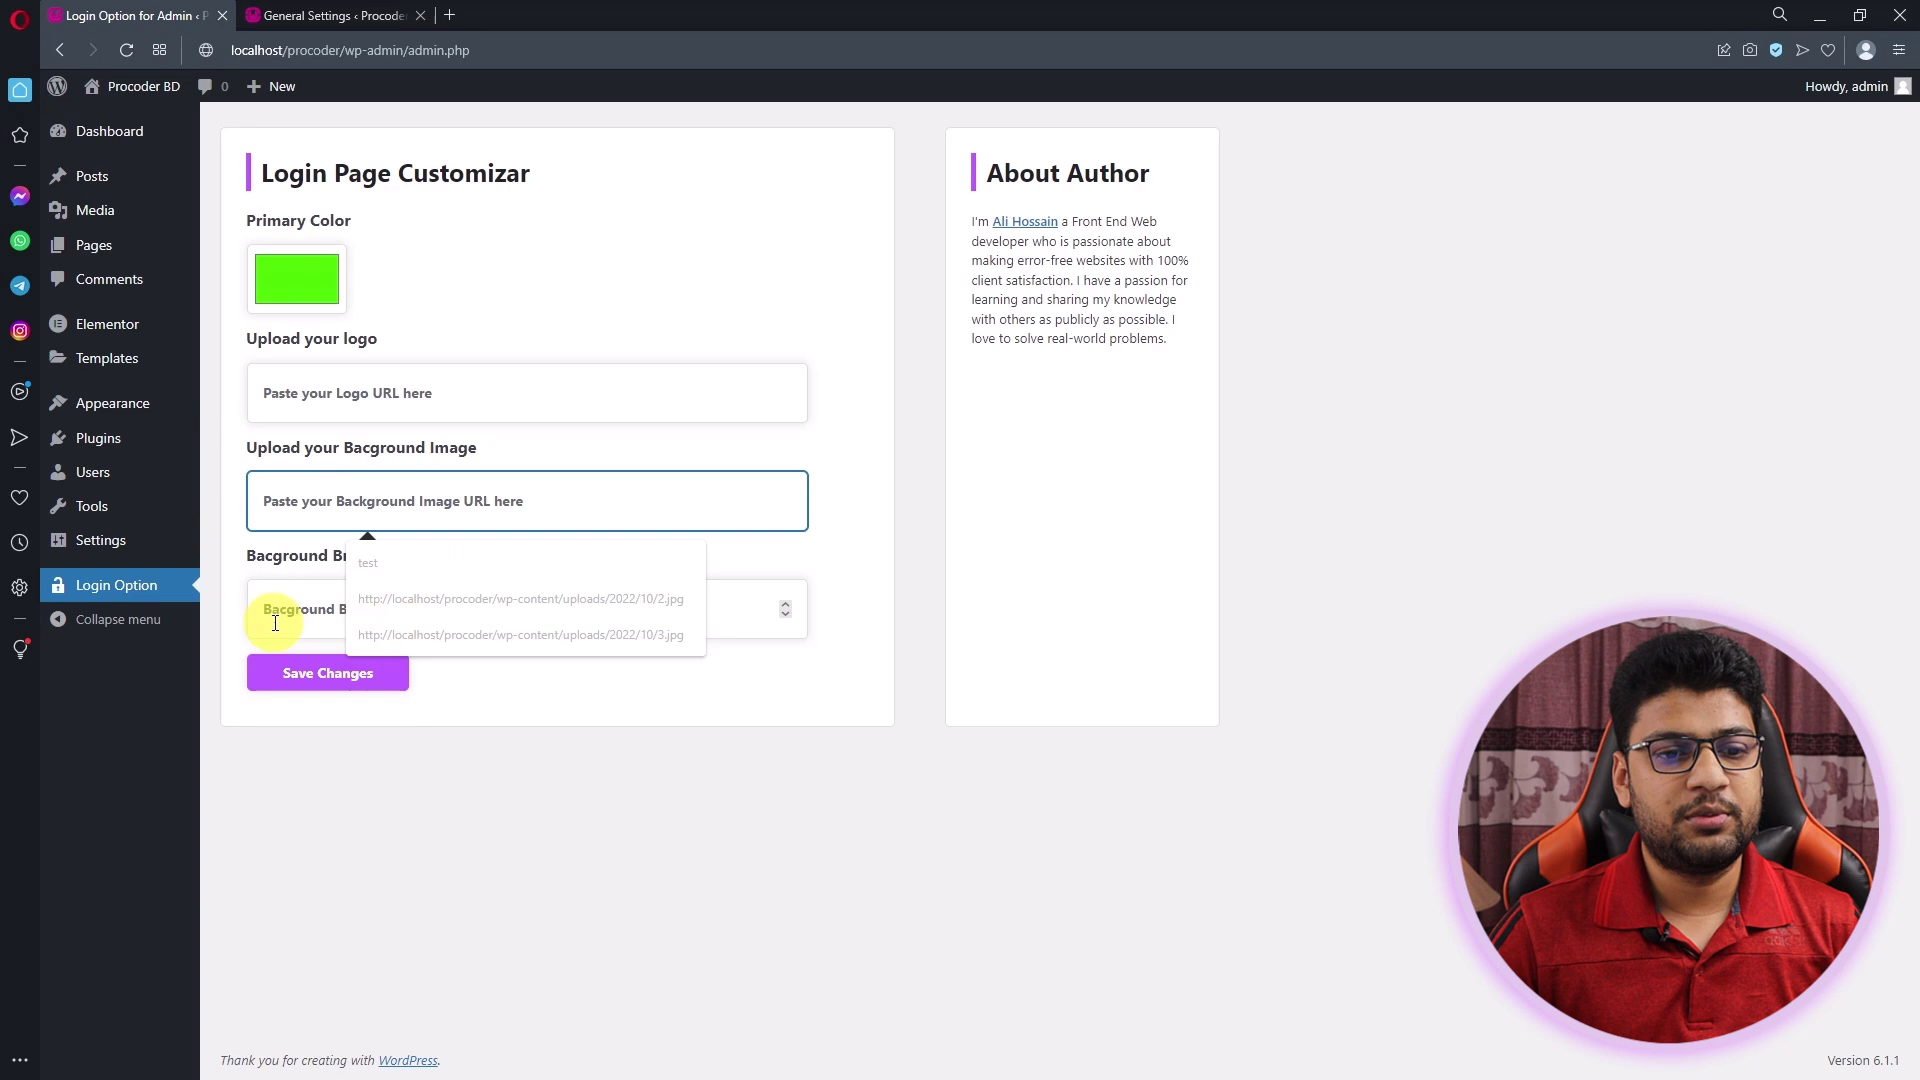 Login Option for Admin ‹ P
General Settings ‹ Procoder
localhost/procoder/wp-admin/admin.php
Procoder BD
0
New
Howdy, admin
Dashboard
Posts
Media
Pages
Comments
Elementor
Templates
Appearance
Plugins
Users
Tools
Settings
Login Option
Collapse menu
Login Page Customizar
Primary Color
Upload your logo
Paste your Logo URL here
Upload your Bacground Image
Paste your Background Image URL here
Bacground Br
test
http://localhost/procoder/wp-content/uploads/2022/10/2.jpg
Bacground B
http://localhost/procoder/wp-content/uploads/2022/10/3.jpg
Save Changes
About Author
I'm Ali Hossain a Front End Web
developer who is passionate about
making error-free websites with 100%
client satisfaction. I have a passion for
learning and sharing my knowledge
with others as publicly as possible. I
love to solve real-world problems.
Thank you for creating with WordPress.
Version 6.1.1